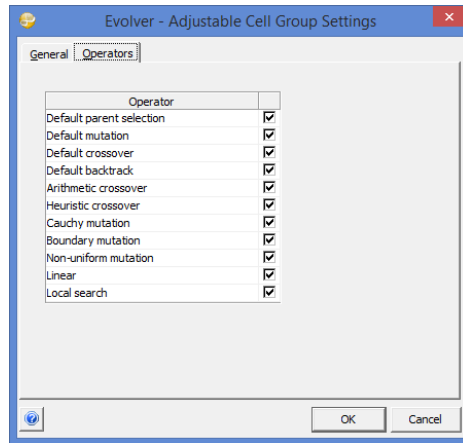 Evolver - Adjustable Cell Group Settings
General Operators
Operator
Default parent selection
Default mutation
Default crossover
Default backtrack
Arithmetic crossover
Heuristic crossover
Cauchy mutation
Boundary mutation
Non-uniform mutation
Linear
Local search
OK Cancel